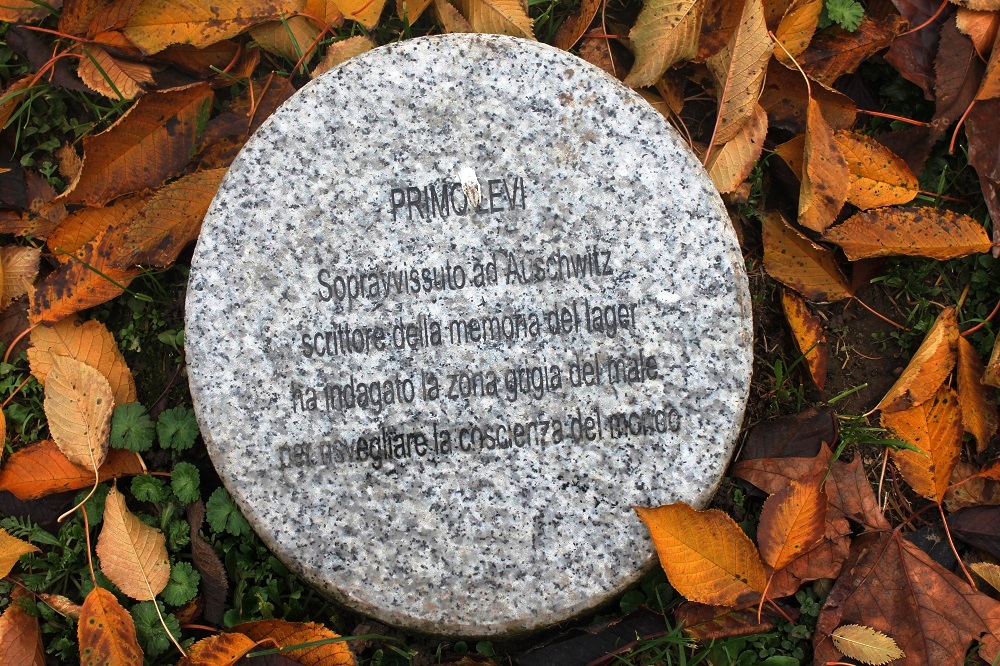 PRIMO LEVI
Sopravvissuto ad Auschwitz
scrittore della memoria del lager
ha indagato la zona grigia del male
per risvegliare la coscienza del mondo